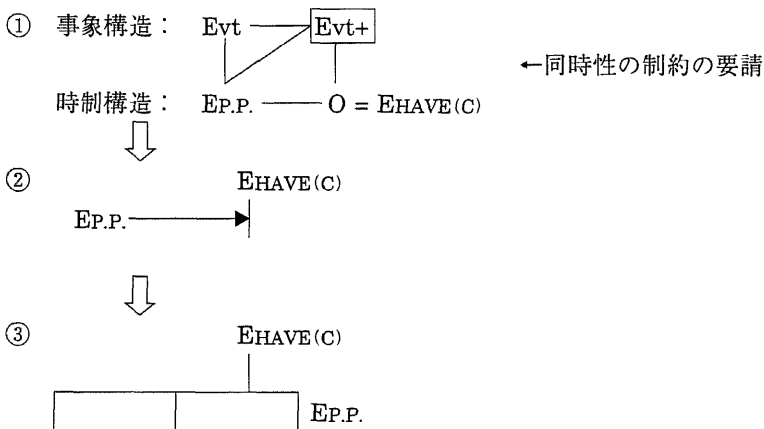 ① 事象構造： Evt Evt+
←同時性の制約の要請
時制構造： EP.P. O = EHAVE(C)
② EHAVE(C)
EP.P.
③ EHAVE(C)
EP.P.